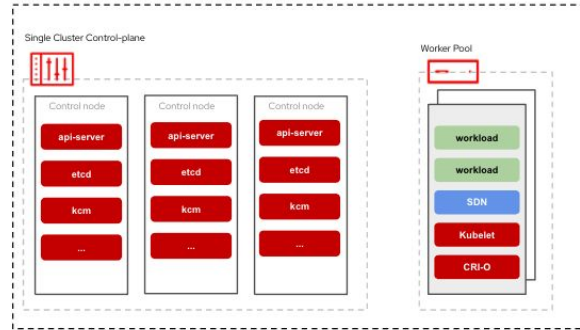 Single Cluster Control-plane
Worker Pool
Control node
api-server
etcd
kcm
...
Control node
api-server
etcd
kcm
...
Control node
api-server
etcd
kcm
...
workload
workload
SDN
Kubelet
CRI-O